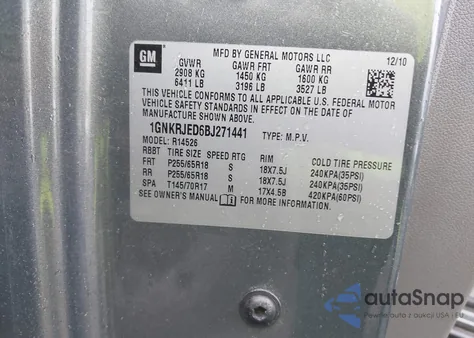 GM
MFD BY GENERAL MOTORS LLC
12/10
GVWR GAWR FRT GAWR RR
2908 KG 1450 KG 1600 KG
6411 LB 3196 LB 3527 LB
THIS VEHICLE CONFORMS TO ALL APPLICABLE U.S. FEDERAL MOTOR
VEHICLE SAFETY STANDARDS IN EFFECT ON THE DATE OF
MANUFACTURE SHOWN ABOVE.
1GNKRJED6BJ271441 TYPE: M.P.V.
MODEL: R14526
RBBT TIRE SIZE SPEED RTG RIM COLD TIRE PRESSURE
FRT P255/65R18 S 18X7.5J 240KPA(35PSI)
RR P255/65R18 S 18X7.5J 240KPA(35PSI)
SPA T145/70R17 M 17X4.5B 420KPA(60PSI)
SEE OWNER'S MANUAL FOR MORE INFORMATION
autoSnap
Auta z aukcji USA i EU